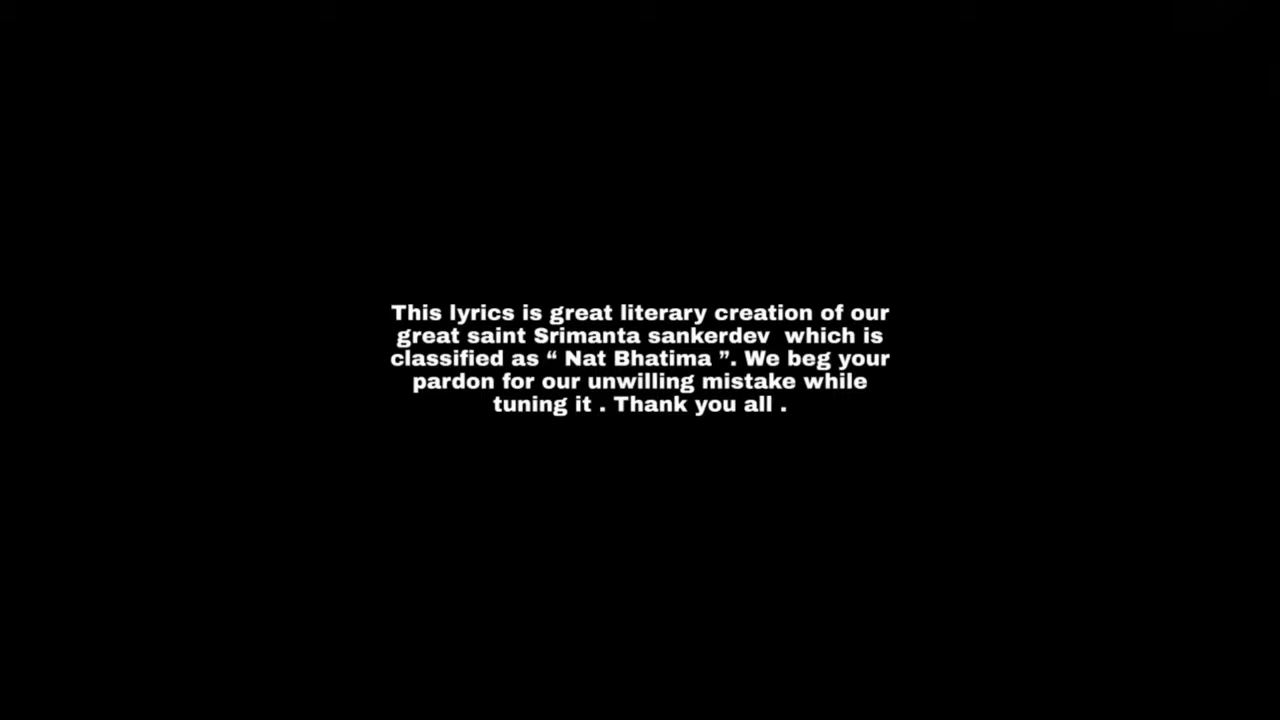 This lyrics is great literary creation of our
great saint Srimanta sankerdev  which is
classified as “ Nat Bhatima ”. We beg your
pardon for our unwilling mistake while
tuning it . Thank you all .